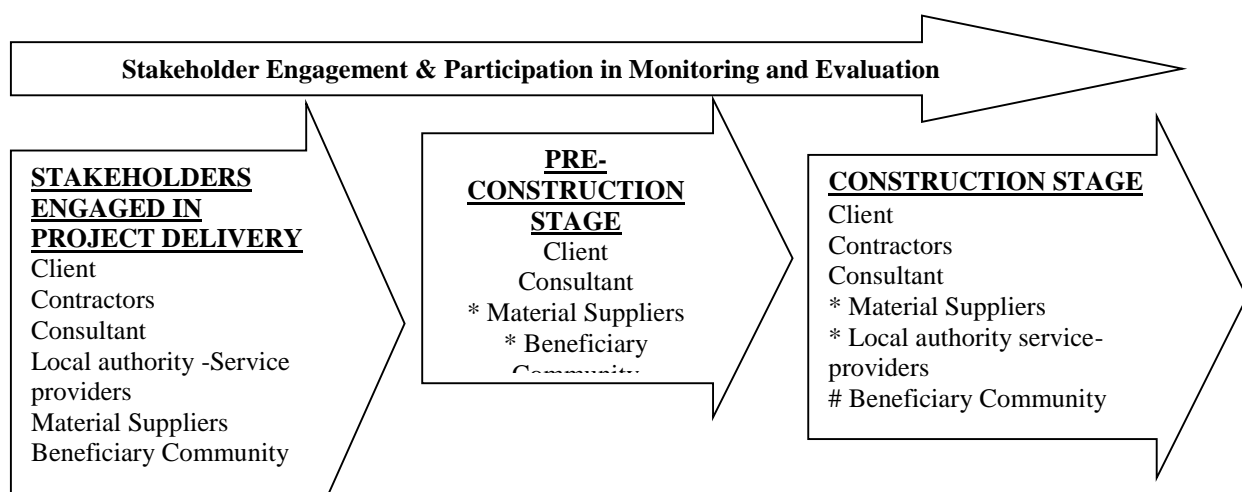 Stakeholder Engagement & Participation in Monitoring and Evaluation
STAKEHOLDERS
ENGAGED IN
PROJECT DELIVERY
Client
Contractors
Consultant
Local authority -Service
providers
Material Suppliers
Beneficiary Community
PRE-
CONSTRUCTION
STAGE
Client
Consultant
* Material Suppliers
* Beneficiary
Community
CONSTRUCTION STAGE
Client
Contractors
Consultant
* Material Suppliers
* Local authority service-
providers
# Beneficiary Community